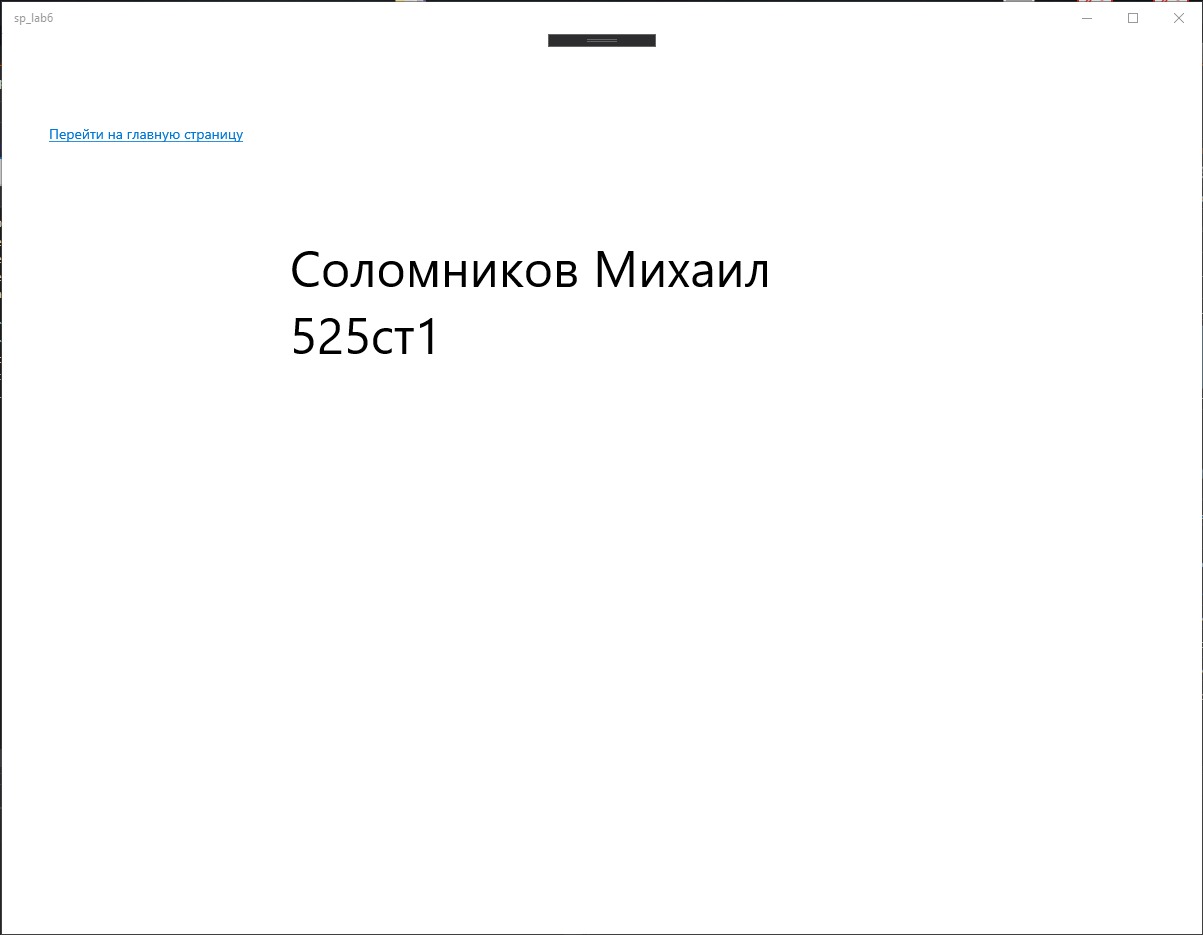 sp_lab6
Перейти на главную страницу
Соломников Михаил
525ст1